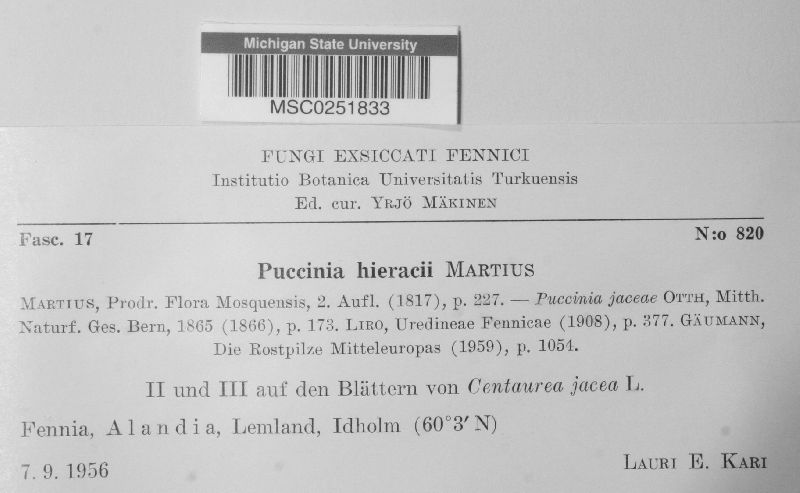 Michigan State University
MSC0251833
FUNGI EXSICCATI FENNICI
Institutio Botanica Universitatis Turkuensis
Ed. cur. YRJÖ MÄKINEN
Fasc. 17
N:o 820
Puccinia hieracii MARTIUS
MARTIUS, Prodr. Flora Mosquensis, 2. Aufl. (1817), p. 227. — Puccinia jaceae OTTH, Mitth.
Naturf. Ges. Bern, 1865 (1866), p. 173. LIRO, Uredineae Fennicae (1908), p. 377. GÄUMANN,
Die Rostpilze Mitteleuropas (1959), p. 1054.
II und III auf den Blättern von Centaurea jacea L.
Fennia, Alandia, Lemland, Idholm (60°3′ N)
7. 9. 1956
LAURI E. KARI